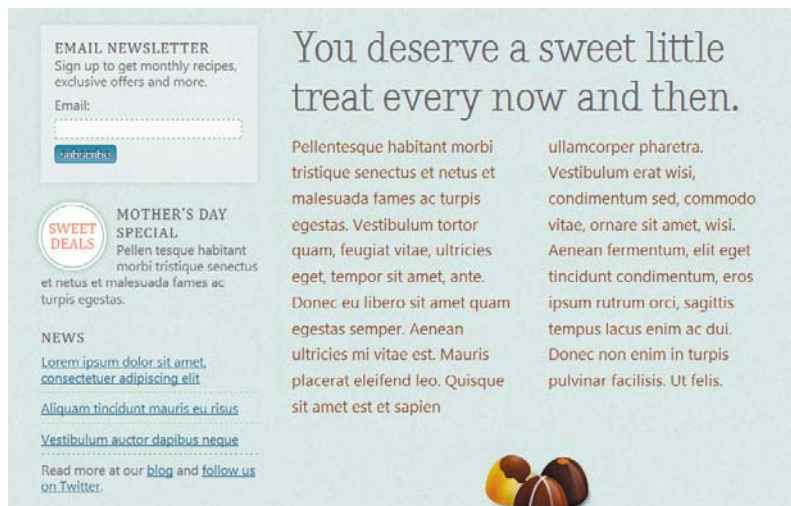 EMAIL NEWSLETTER
Sign up to get monthly recipes,
exclusive offers and more.
Email:
subscribe
SWEET
DEALS
MOTHER'S DAY
SPECIAL
Pellen tesque habitant
morbi tristique senectus
et netus et malesuada fames ac
turpis egestas.
NEWS
Lorem ipsum dolor sit amet,
consectetuer adipiscing elit
Aliquam tincidunt mauris eu risus
Vestibulum auctor dapibus neque
Read more at our blog and follow us
on Twitter.
You deserve a sweet little
treat every now and then.
Pellentesque habitant morbi
tristique senectus et netus et
malesuada fames ac turpis
egestas. Vestibulum tortor
quam, feugiat vitae, ultricies
eget, tempor sit amet, ante.
Donec eu libero sit amet quam
egestas semper. Aenean
ultricies mi vitae est. Mauris
placerat eleifend leo. Quisque
sit amet est et sapien
ullamcorper pharetra.
Vestibulum erat wisi,
condimentum sed, commodo
vitae, ornare sit amet, wisi.
Aenean fermentum, elit eget
tincidunt condimentum, eros
ipsum rutrum orci, sagittis
tempus lacus enim ac dui.
Donec non enim in turpis
pulvinar facilisis. Ut felis.